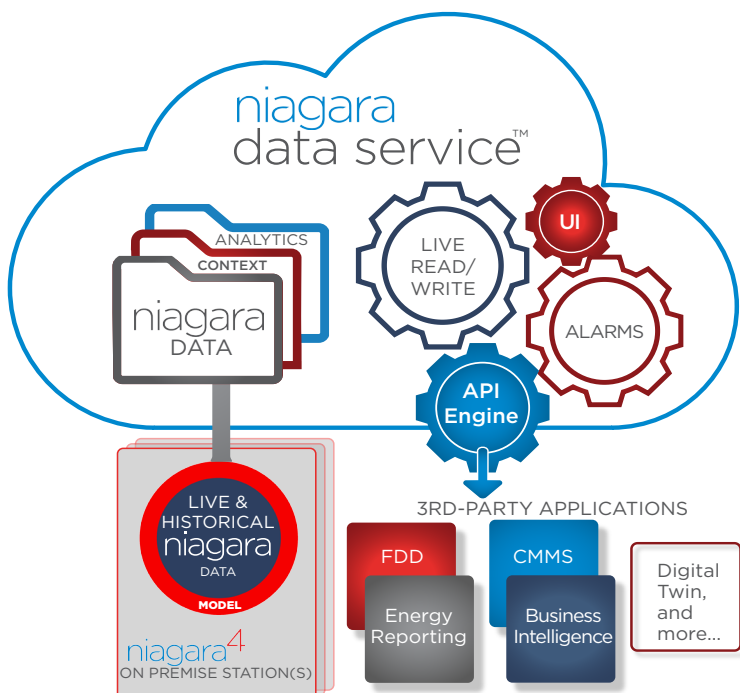 niagara
data service™
ANALYTICS
CONTEXT
niagara
DATA
LIVE
READ/
WRITE
UI
ALARMS
API
Engine
LIVE &
HISTORICAL
niagara
DATA
MODEL
niagara4
ON PREMISE STATION(S)
3RD-PARTY APPLICATIONS
FDD
CMMS
Energy
Reporting
Business
Intelligence
Digital
Twin,
and
more...